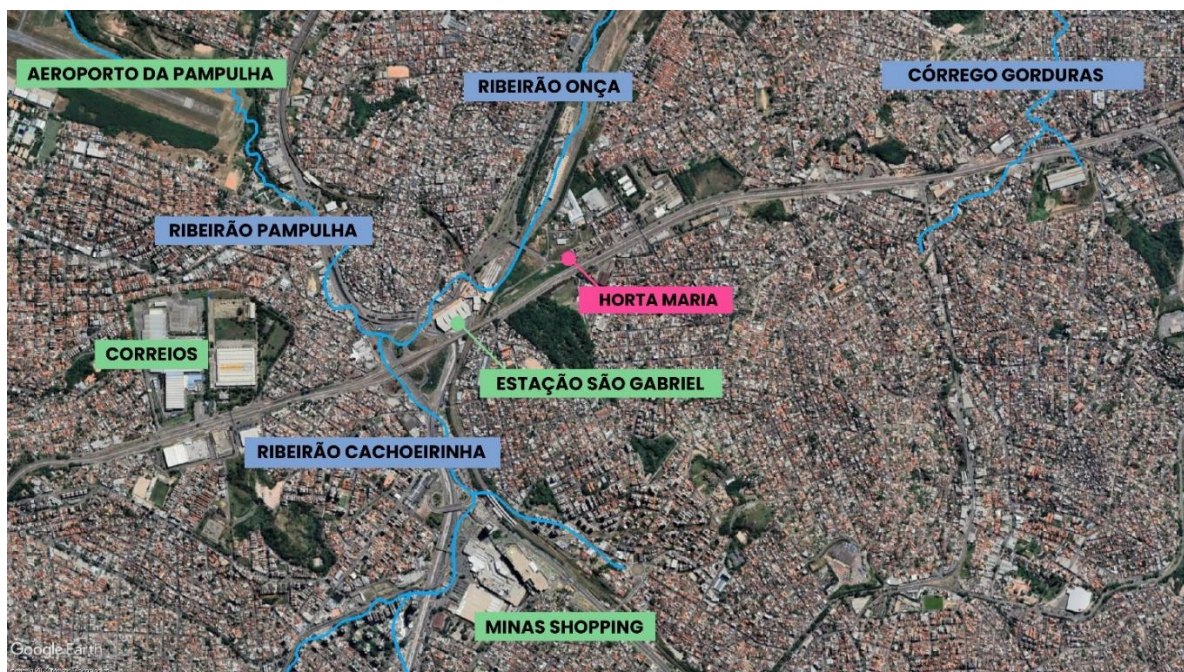 AEROPORTO DA PAMPULHA
RIBEIRÃO ONÇA
CÓRREGO GORDURAS
RIBEIRÃO PAMPULHA
HORTA MARIA
CORREIOS
ESTAÇÃO SÃO GABRIEL
RIBEIRÃO CACHOEIRINHA
MINAS SHOPPING
Google Earth